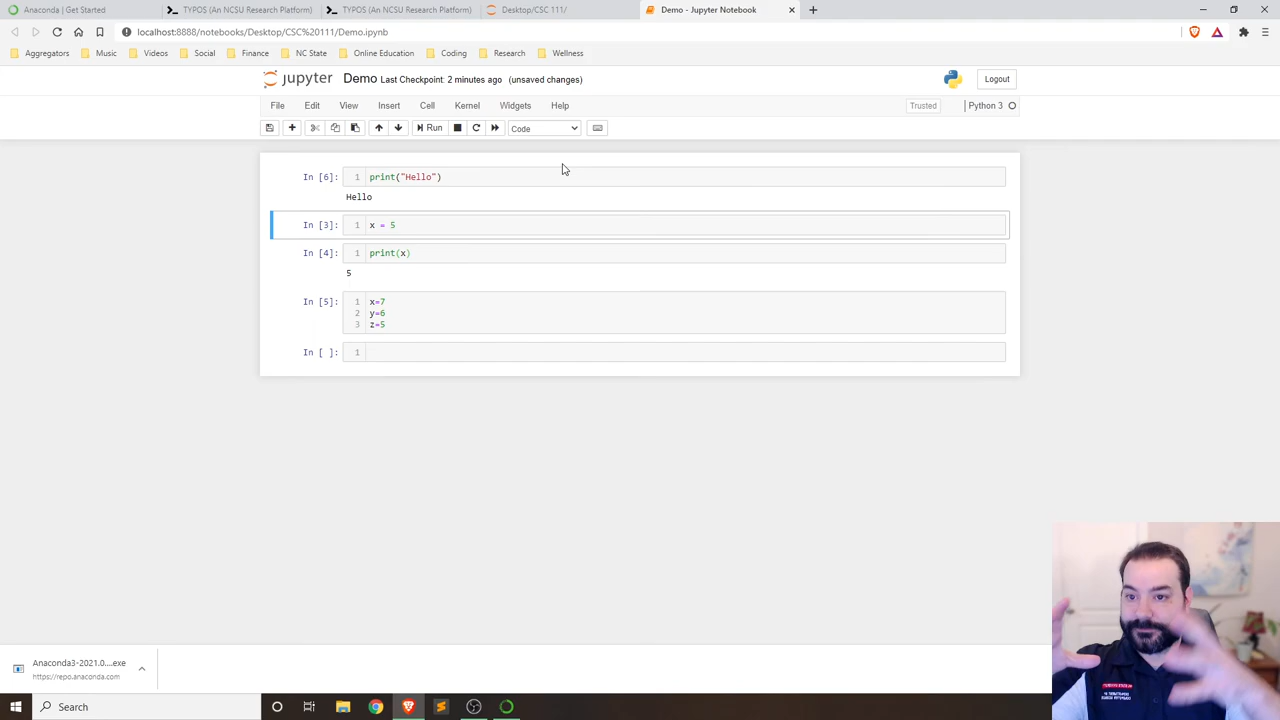 Anaconda | Get Started
TYPOS (An NCSU Research Platform)
TYPOS (An NCSU Research Platform)
Desktop/CSC 111/
Demo - Jupyter Notebook
localhost:8888/notebooks/Desktop/CSC%20111/Demo.ipynb
Aggregators Music Videos Social Finance NC State Online Education Coding Research Wellness
jupyter Demo Last Checkpoint: 2 minutes ago (unsaved changes)
Logout
File Edit View Insert Cell Kernel Widgets Help
Trusted
Python 3
Run
Code
In [6]: 1 print("Hello")
Hello
In [3]: 1 x = 5
In [4]: 1 print(x)
5
In [5]: 1 x=7
2 y=6
3 z=5
In [ ]: 1
Anaconda3-2021.0....exe
https://repo.anaconda.com
Search